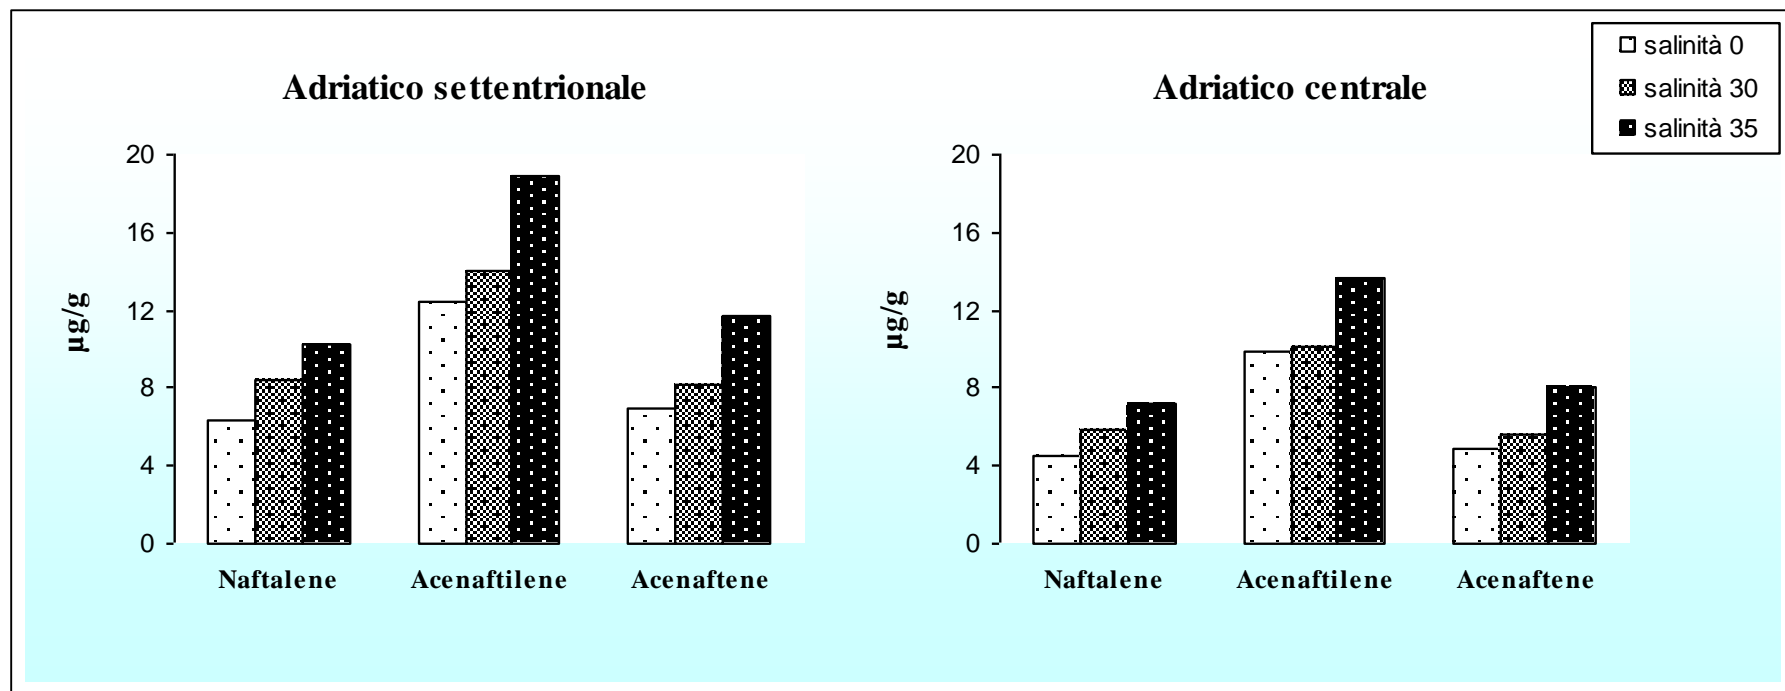 salinità 0
salinità 30
salinità 35
Adriatico settentrionale
20
16
12
8
4
0
µg/g
Naftalene Acenaftilene Acenaftene
Adriatico centrale
20
16
12
8
4
0
µg/g
Naftalene Acenaftilene Acenaftene